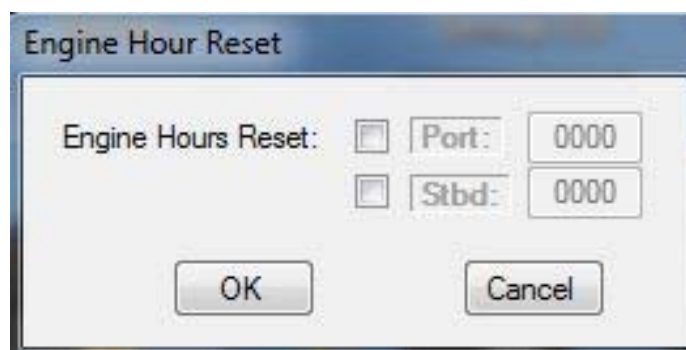 Engine Hour Reset
Engine Hours Reset: Port: 0000
Stbd: 0000
OK Cancel